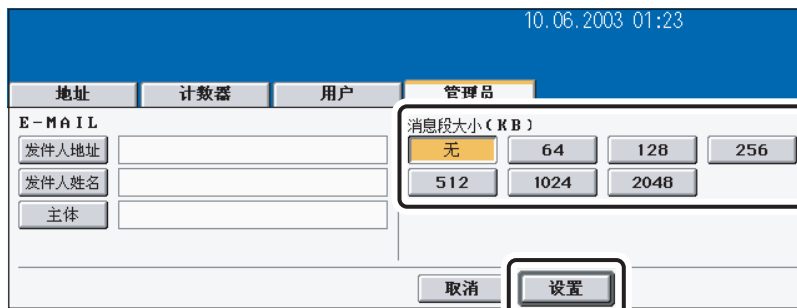 10.06.2003 01:23
地址 计数器 用户 管理员
E-MAIL
发件人地址
发件人姓名
主体
消息段大小(KB)
无 64 128 256
512 1024 2048
取消 设置